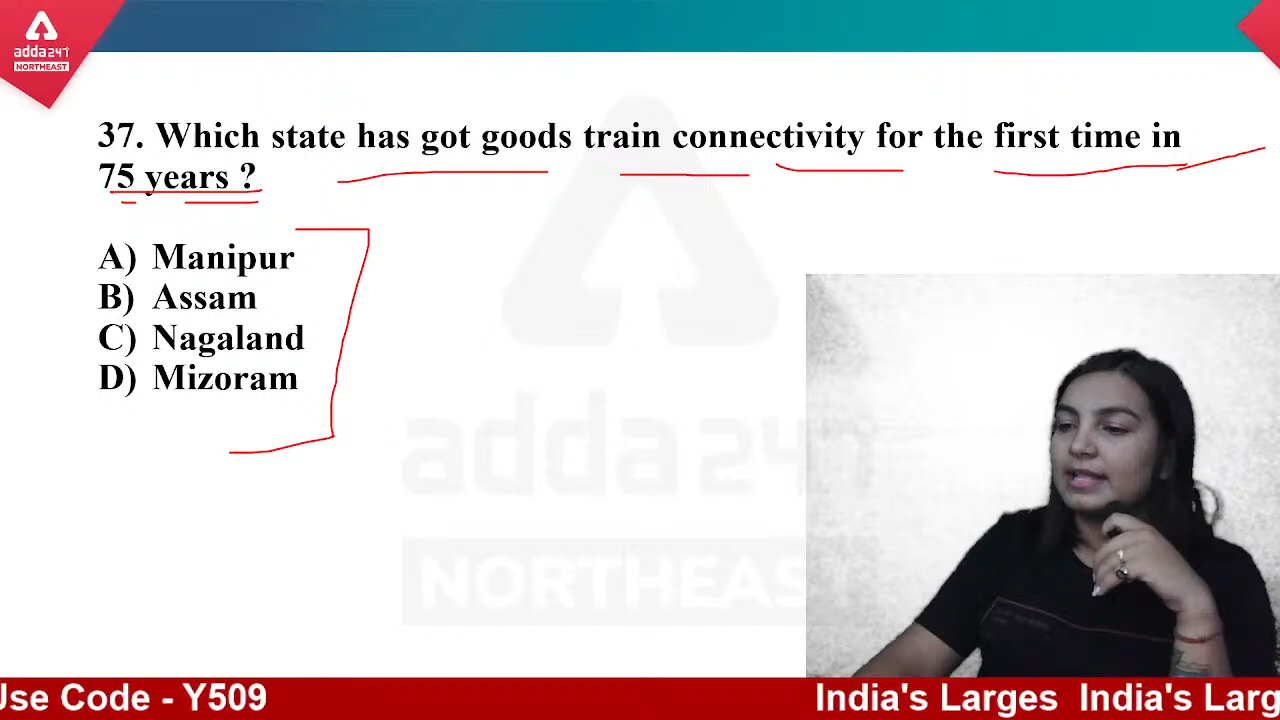 adda247
NORTHEAST
37. Which state has got goods train connectivity for the first time in
75 years ?
A) Manipur
B) Assam
C) Nagaland
D) Mizoram
adda247
NORTHEAST
Use Code - Y509
India's Larges India's Larg